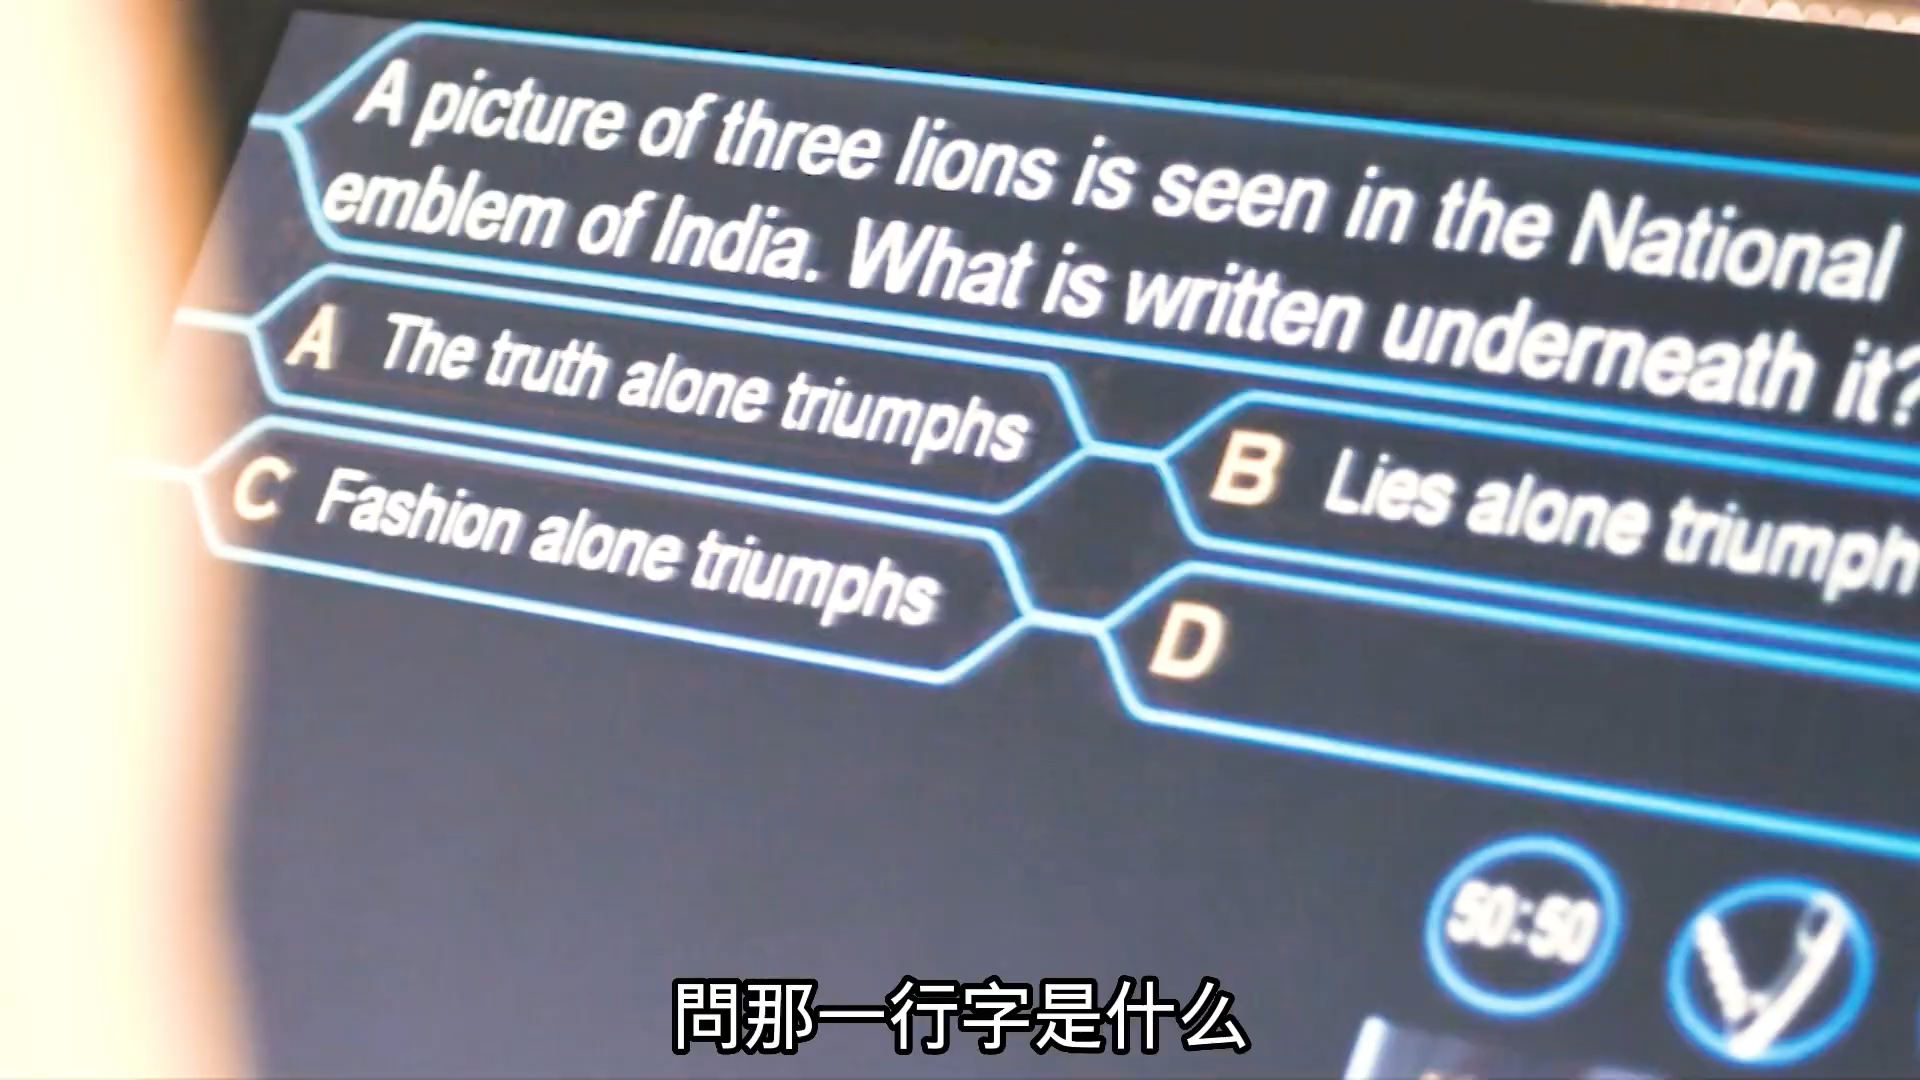 A picture of three lions is seen in the National
emblem of India. What is written underneath it?
A The truth alone triumphs
B Lies alone triumph
C Fashion alone triumphs
D
50:50
問那一行字是什么